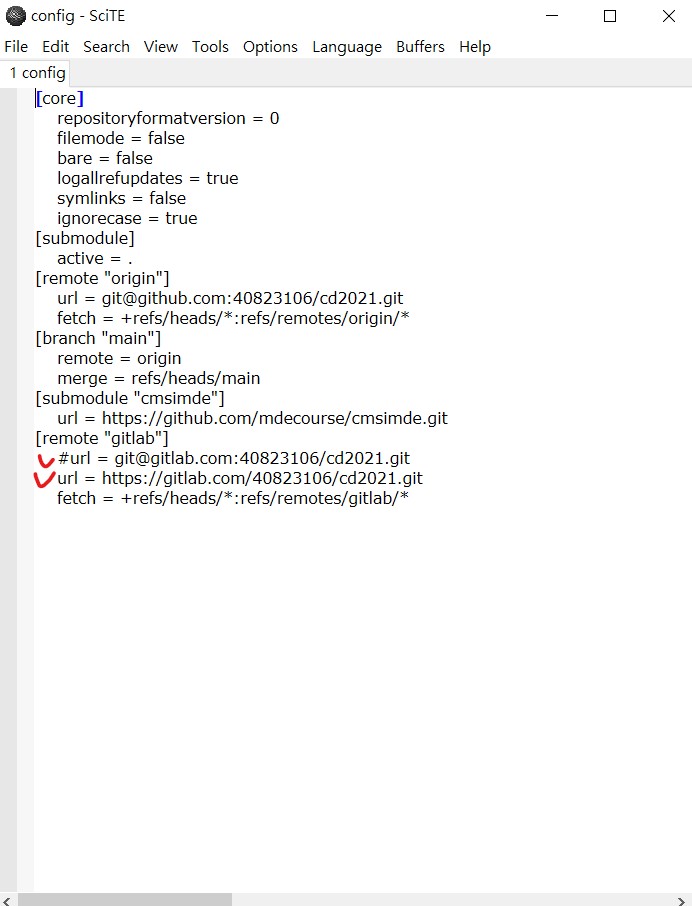 config - SciTE
File Edit Search View Tools Options Language Buffers Help
1 config
[core]
repositoryformatversion = 0
filemode = false
bare = false
logallrefupdates = true
symlinks = false
ignorecase = true
[submodule]
active = .
[remote "origin"]
url = git@github.com:40823106/cd2021.git
fetch = +refs/heads/*:refs/remotes/origin/*
[branch "main"]
remote = origin
merge = refs/heads/main
[submodule "cmsimde"]
url = https://github.com/mdecourse/cmsimde.git
[remote "gitlab"]
#url = git@gitlab.com:40823106/cd2021.git
url = https://gitlab.com/40823106/cd2021.git
fetch = +refs/heads/*:refs/remotes/gitlab/*